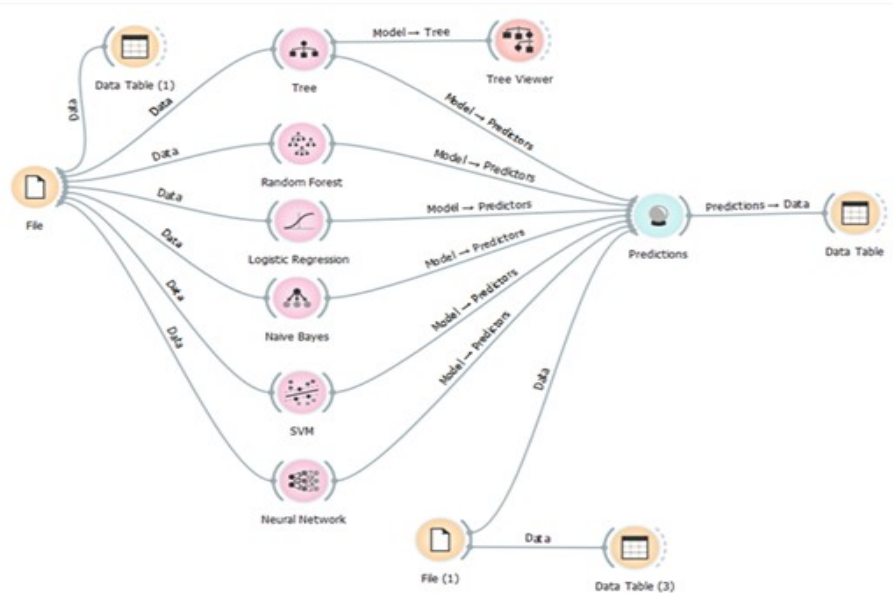 Model → Tree
Data Table (1)
Tree
Tree Viewer
Data
Data
Model → Predictors
Data
Random Forest
Model → Predictors
File
Data
Logistic Regression
Model → Predictors
Predictions
Predictions → Data
Data Table
Data
Naive Bayes
Model → Predictors
Data
SVM
Model → Predictors
Data
Neural Network
Model → Predictors
Data
File (1)
Data
Data Table (3)